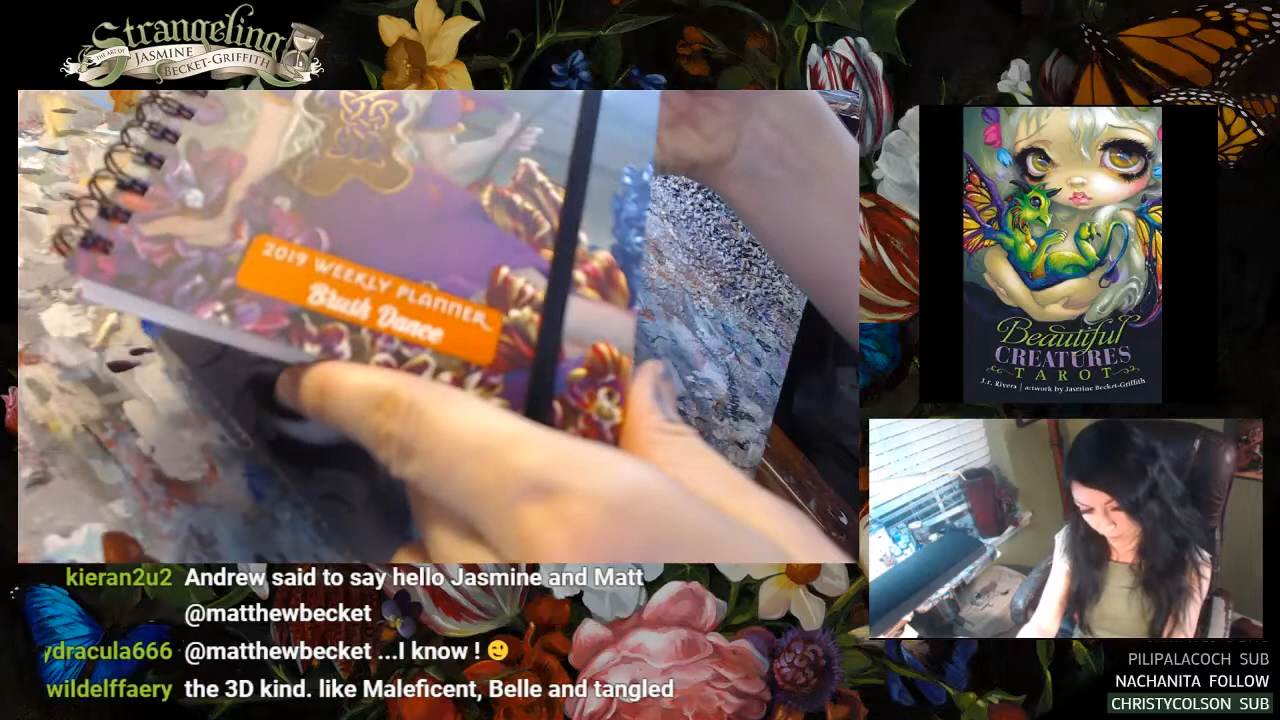 Strangeling
THE ART OF
JASMINE
BECKET-GRIFFITH
2019 WEEKLY PLANNER
Brush Dance
Beautiful
CREATURES
TAROT
J.r. Rivera | artwork by Jasmine Becket-Griffith
kieran2u2 Andrew said to say hello Jasmine and Matt
@matthewbecket
ydracula666 @matthewbecket ...I know !
wildelffaery the 3D kind. like Maleficent, Belle and tangled
PILIPALACOCH SUB
NACHANITA FOLLOW
CHRISTYCOLSON SUB